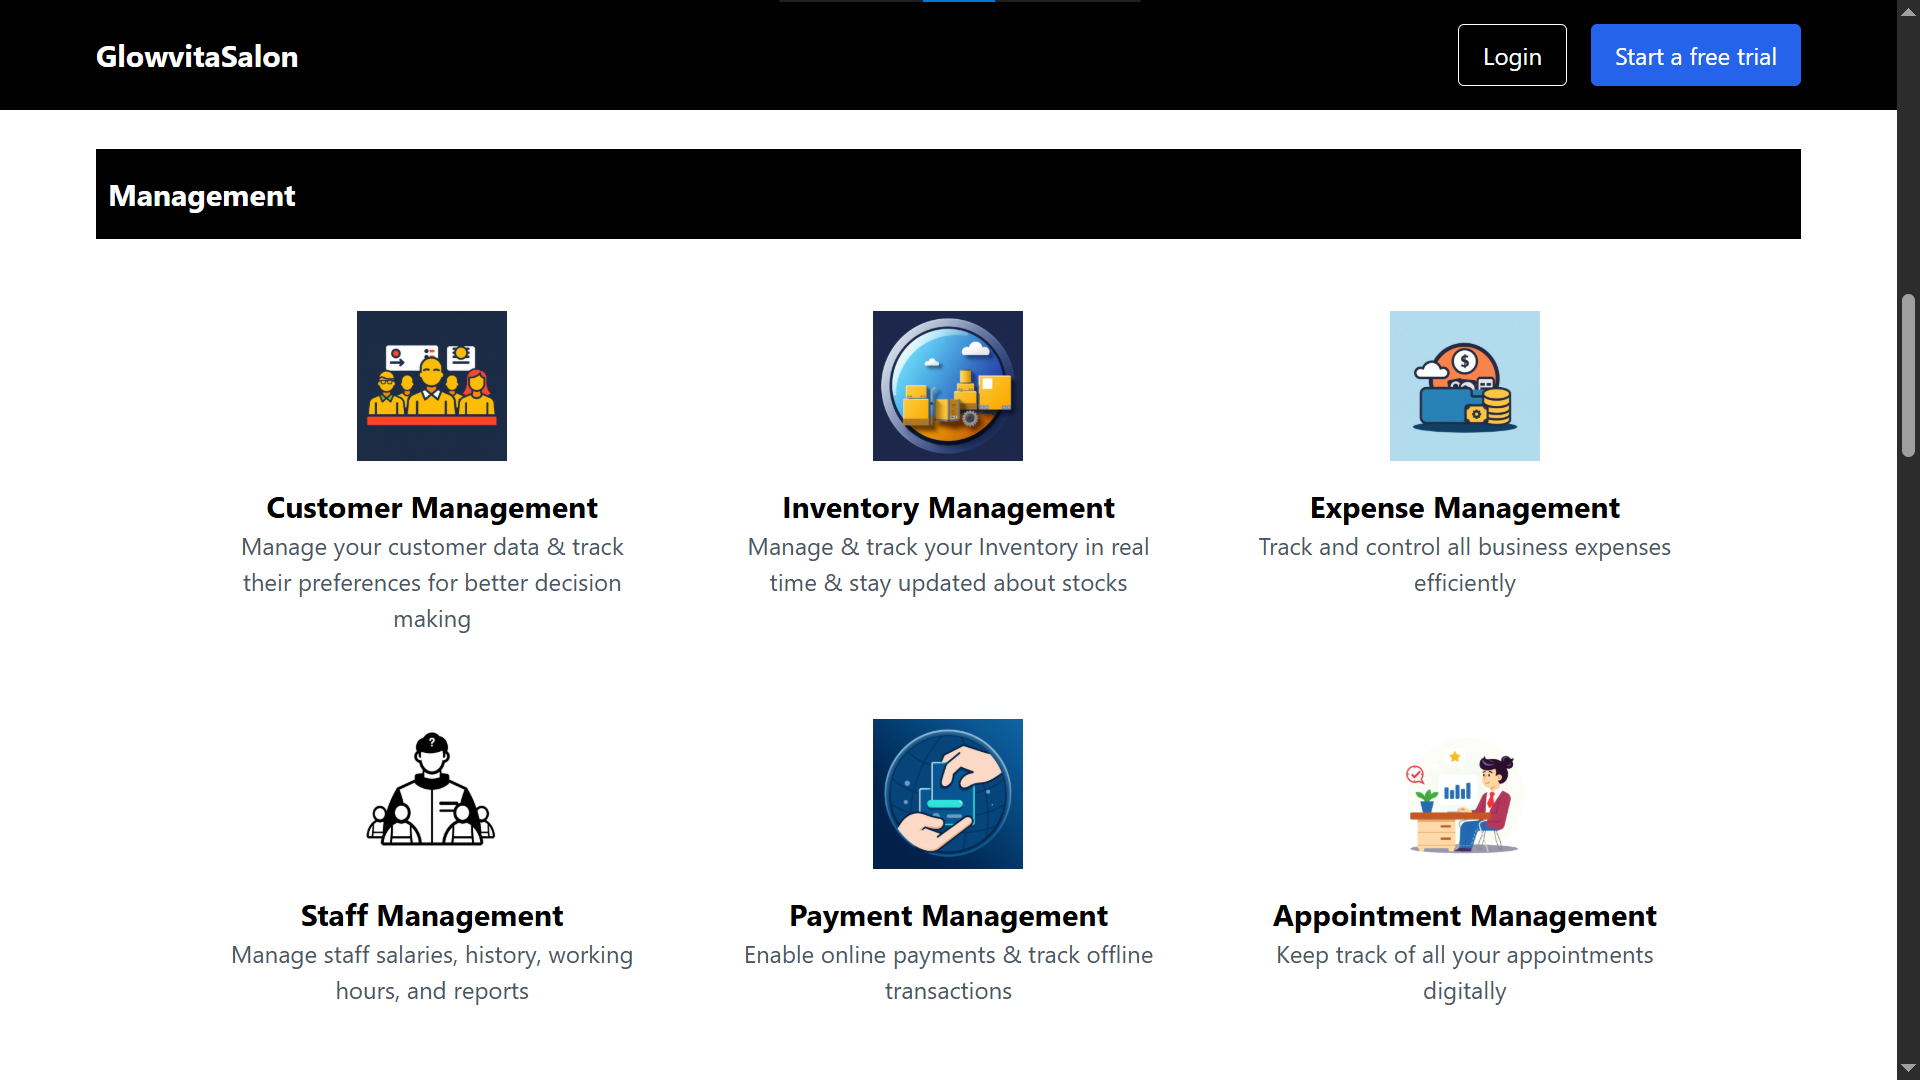 GlowvitaSalon
Login
Start a free trial
Management
Customer Management
Manage your customer data & track
their preferences for better decision
making
Inventory Management
Manage & track your Inventory in real
time & stay updated about stocks
$
Expense Management
Track and control all business expenses
efficiently
?
Staff Management
Manage staff salaries, history, working
hours, and reports
Payment Management
Enable online payments & track offline
transactions
Appointment Management
Keep track of all your appointments
digitally